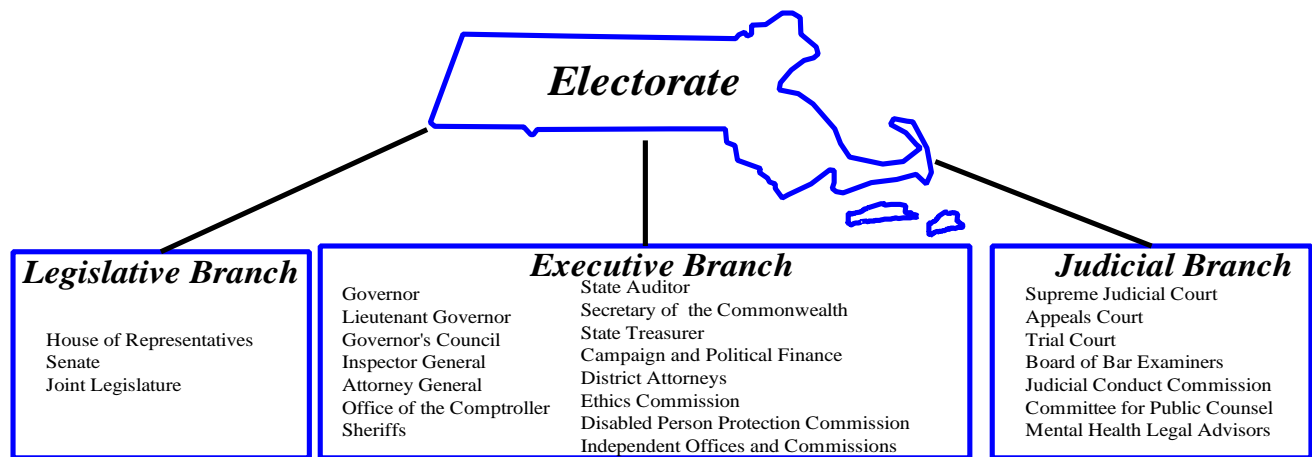 Electorate
Legislative Branch
House of Representatives
Senate
Joint Legislature
Executive Branch
Governor
Lieutenant Governor
Governor's Council
Inspector General
Attorney General
Office of the Comptroller
Sheriffs
State Auditor
Secretary of the Commonwealth
State Treasurer
Campaign and Political Finance
District Attorneys
Ethics Commission
Disabled Person Protection Commission
Independent Offices and Commissions
Judicial Branch
Supreme Judicial Court
Appeals Court
Trial Court
Board of Bar Examiners
Judicial Conduct Commission
Committee for Public Counsel
Mental Health Legal Advisors